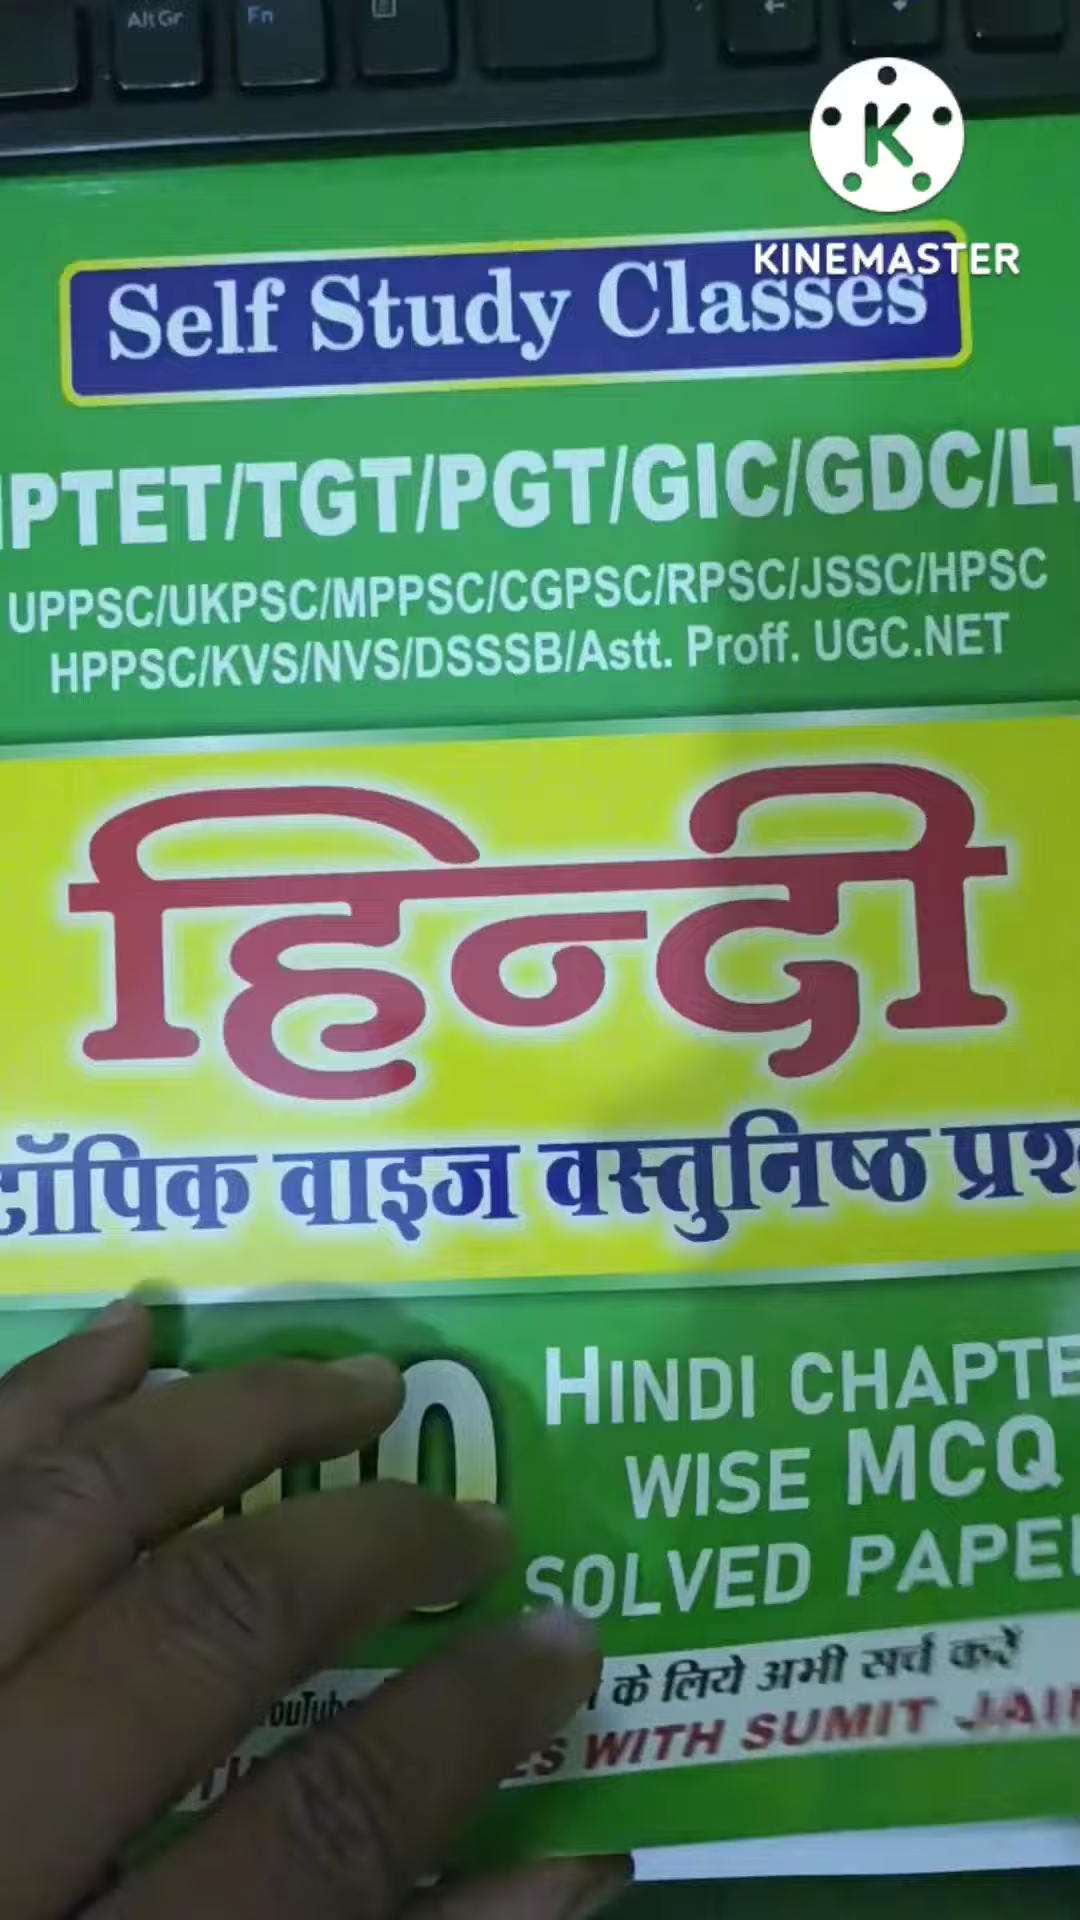 AltGr Fn
K
KINEMASTER
Self Study Classes
PTET/TGT/PGT/GIC/GDC/LT
UPPSC/UKPSC/MPPSC/CGPSC/RPSC/JSSC/HPSC
HPPSC/KVS/NVS/DSSSB/Astt. Proff. UGC.NET
हिन्दी
टॉपिक वाइज वस्तुनिष्ठ प्रश
HINDI CHAPTE
WISE MCQ
SOLVED PAPE
के लिये अभी सर्च करें
ES WITH SUMIT JAI